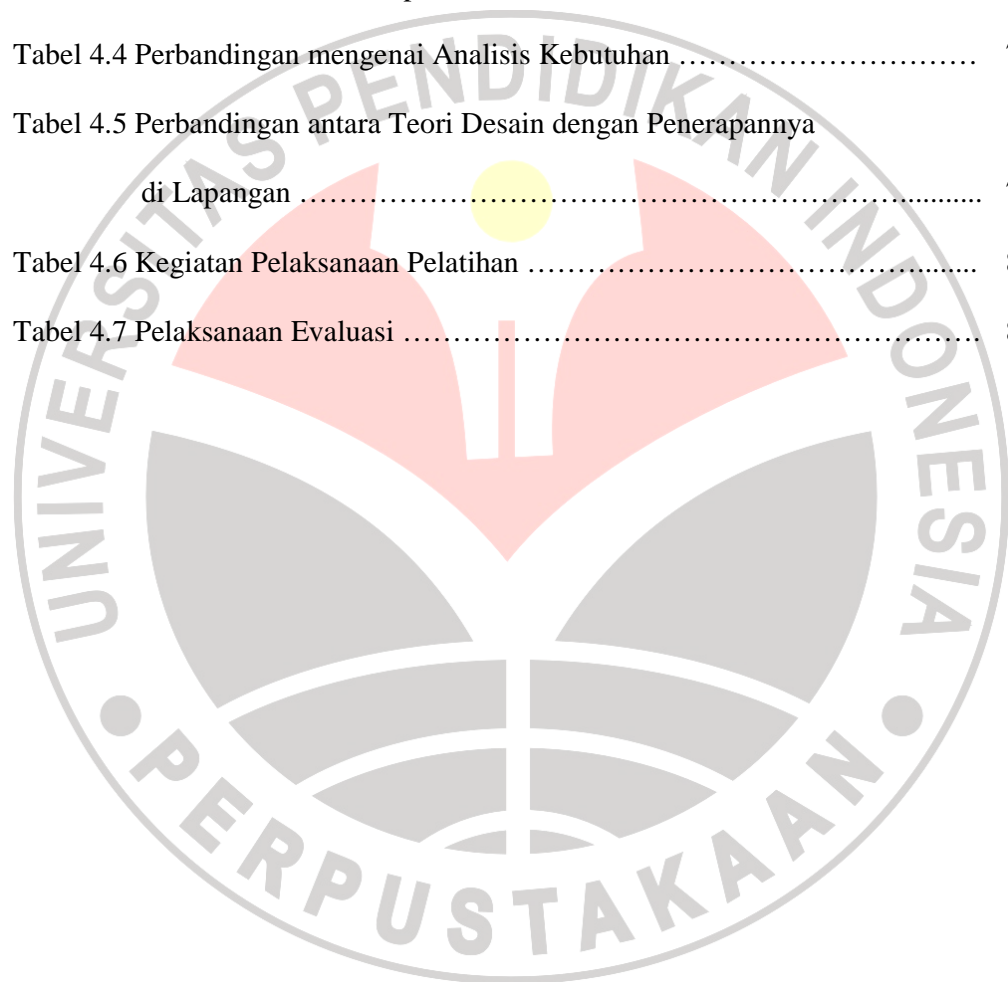 Tabel 4.4 Perbandingan mengenai Analisis Kebutuhan …………………………
Tabel 4.5 Perbandingan antara Teori Desain dengan Penerapannya
di Lapangan ……………………………………………………...........
Tabel 4.6 Kegiatan Pelaksanaan Pelatihan …………………………………........
Tabel 4.7 Pelaksanaan Evaluasi ………………………………………………….
UNIVERSITAS PENDIDIKAN INDONESIA
PERPUSTAKAAN